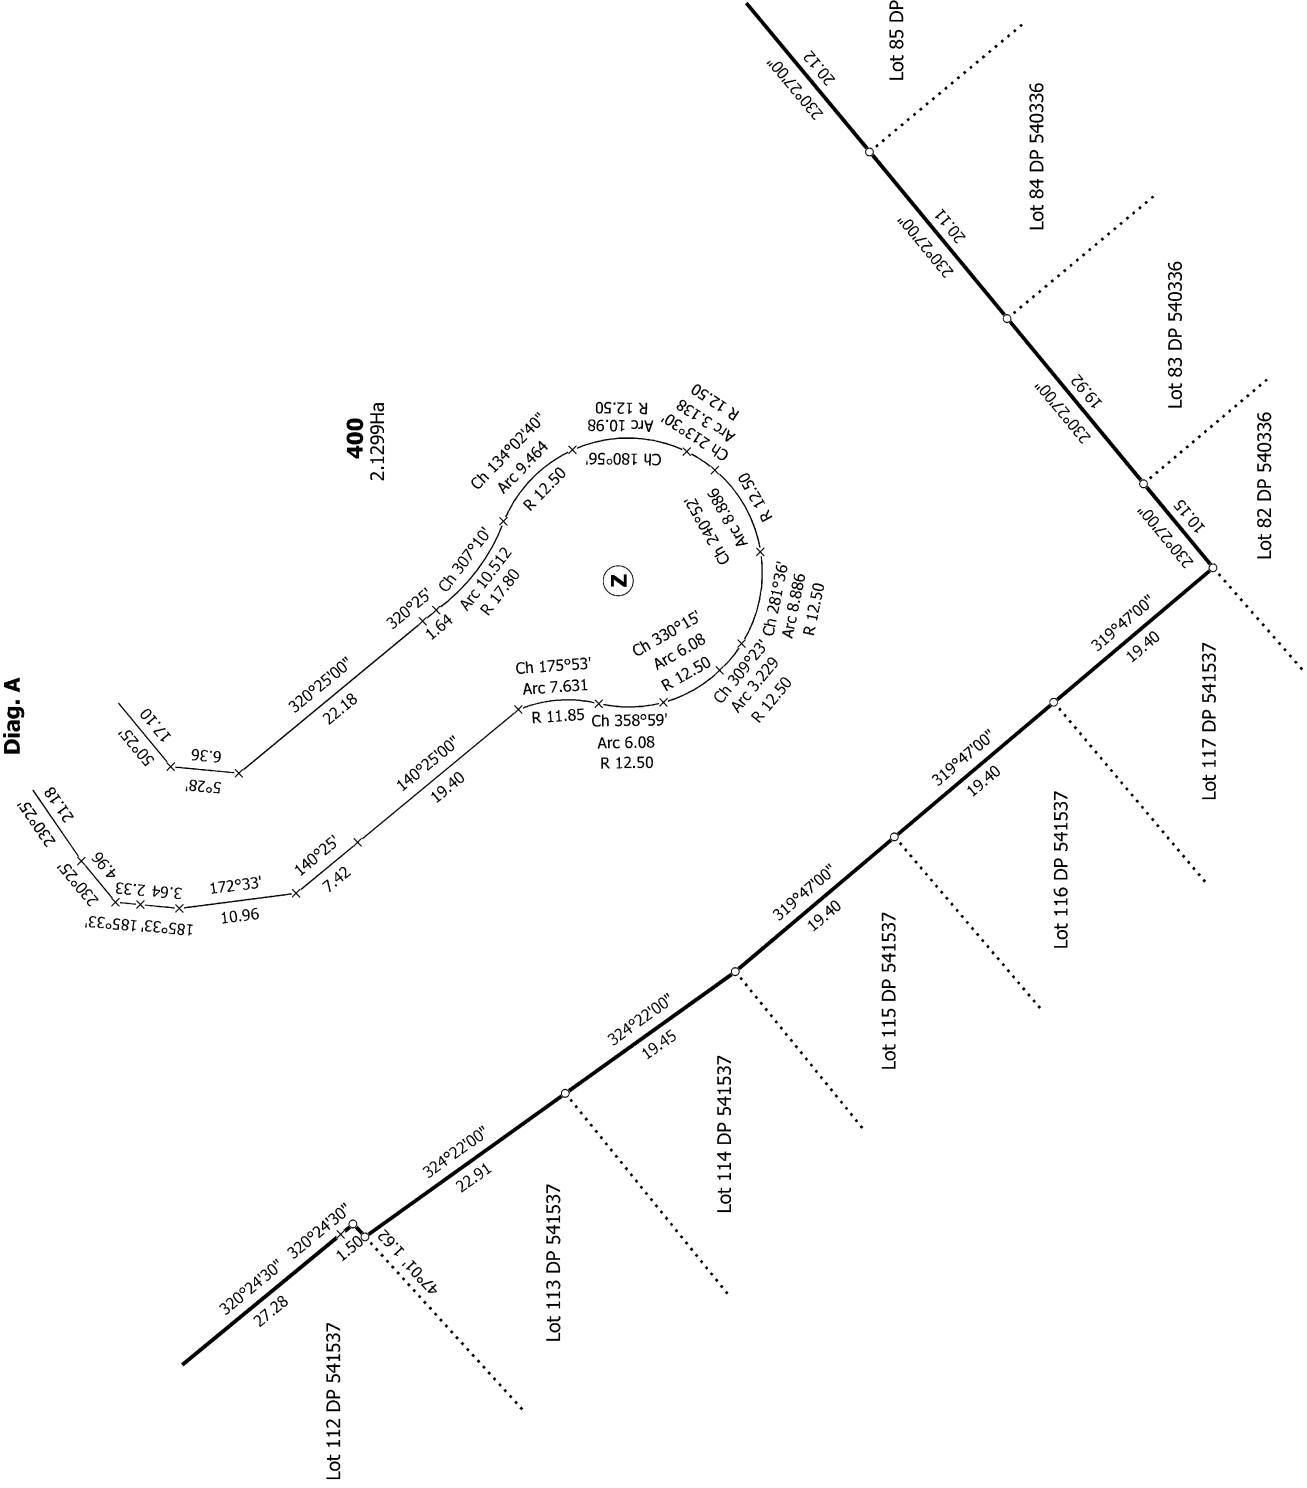 Diag. A
400
2.1299Ha
50°25'
17.10
5°28'
6.36
230°25'
21.18
230°25'
4.96
185°33'
2.33
185°33'
3.64
172°33'
10.96
140°25'
7.42
140°25'00"
19.40
320°25'00"
22.18
320°25'
1.64
Ch 307°10'
Arc 10.512
R 17.80
Ch 134°02'40"
Arc 9.464
R 12.50
Ch 180°56'
Arc 10.98
R 12.50
Ch 213°30'
Arc 3.138
R 12.50
Ch 240°52'
Arc 8.886
R 12.50
Ch 281°36'
Arc 8.886
R 12.50
Ch 309°23'
Arc 3.229
R 12.50
Ch 330°15'
Arc 6.08
R 12.50
Ch 358°59'
Arc 6.08
R 12.50
Ch 175°53'
Arc 7.631
R 11.85
Z
230°27'00"
20.12
Lot 85 DP
230°27'00"
20.11
Lot 84 DP 540336
230°27'00"
19.92
Lot 83 DP 540336
230°27'00"
10.15
Lot 82 DP 540336
319°47'00"
19.40
Lot 117 DP 541537
319°47'00"
19.40
Lot 116 DP 541537
319°47'00"
19.40
Lot 115 DP 541537
324°22'00"
19.45
Lot 114 DP 541537
324°22'00"
22.91
Lot 113 DP 541537
47°01' 1.62
320°24'30"
1.50
320°24'30"
27.28
Lot 112 DP 541537